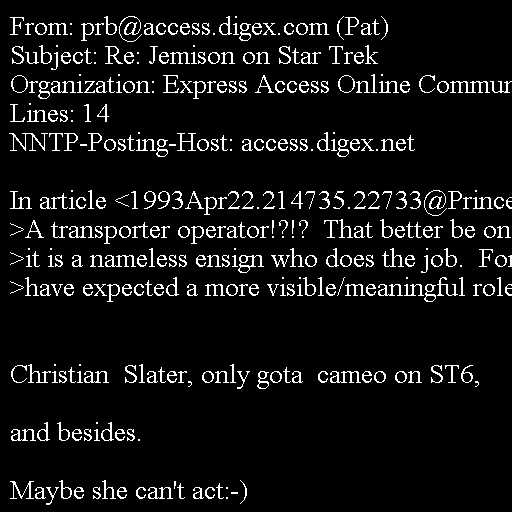 From: prb@access.digex.com (Pat)
Subject: Re: Jemison on Star Trek
Organization: Express Access Online Commun
Lines: 14
NNTP-Posting-Host: access.digex.net
In article <1993Apr22.214735.22733@Prince
>A transporter operator!?!?  That better be on
>it is a nameless ensign who does the job.  For
>have expected a more visible/meaningful role
Christian  Slater, only gota  cameo on ST6,
and besides.
Maybe she can't act:-)